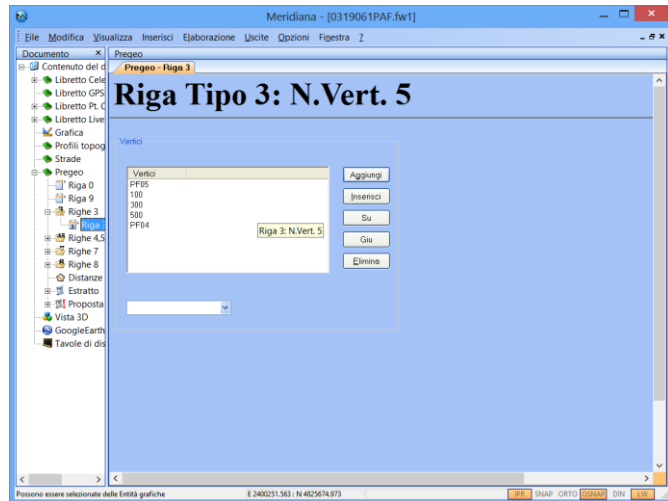 Meridiana - [0319061PAF.fw1]
File Modifica Visualizza Inserisci Elaborazione Uscite Opzioni Finestra ?
Documento
Pregeo
Contenuto del d
Libretto Cele
Libretto GPS
Libretto Pt. C
Libretto Live
Grafica
Profili topog
Strade
Pregeo
Riga 0
Riga 9
Righe 3
Riga 3
Righe 4,5
Righe 7
Righe 8
Distanze
Estratto
Proposta
Vista 3D
GoogleEarth
Tavole di dis
Pregeo - Riga 3
Riga Tipo 3: N.Vert. 5
Vertici
Vertici
PF05
100
300
500
PF04
Riga 3: N.Vert. 5
Aggiungi
Inserisci
Su
Giu
Elimina
Possono essere selezionate delle Entità grafiche
E 2400251.563 ; N 4825674.973
IPR SNAP ORTO OSNAP DIN LW